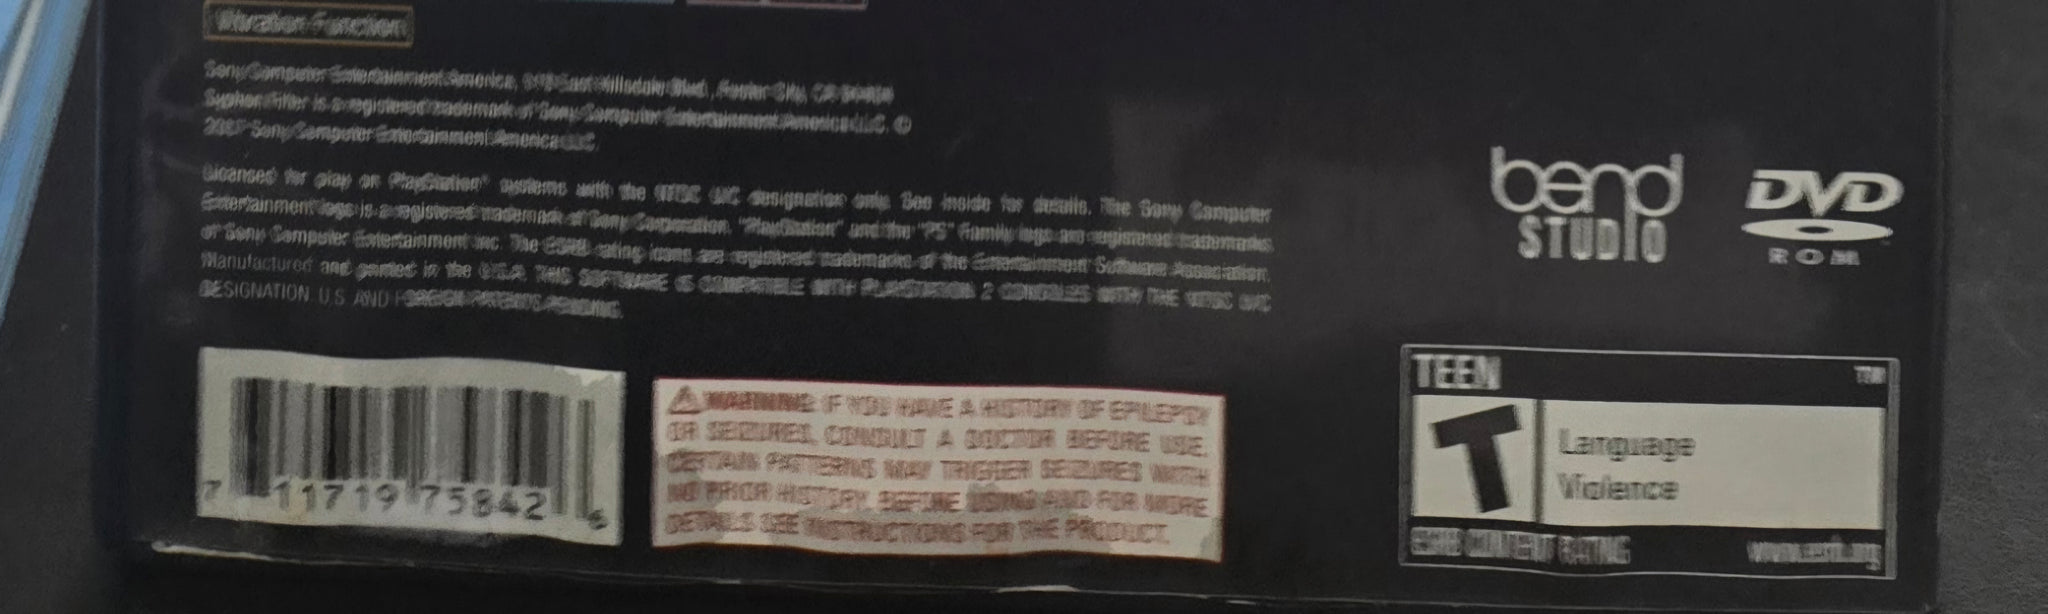 Vibration Function
Sony Computer Entertainment America, East Hillsdale Blvd., Foster City, CA
Syphon Filter is a registered trademark of Sony Computer Entertainment America LLC. ©
2007 Sony Computer Entertainment America LLC.
Licensed for play on PlayStation® systems with the NTSC U/C designation only. See inside for details. The Sony Computer
Entertainment logo is a registered trademark of Sony Corporation. "PlayStation" and the "PS" Family logo are registered trademarks
of Sony Computer Entertainment Inc. The ESRB rating icons are registered trademarks of the Entertainment Software Association.
Manufactured and printed in the U.S.A. THIS SOFTWARE IS COMPATIBLE WITH PLAYSTATION 2 CONSOLES WITH THE NTSC U/C
DESIGNATION. U.S. AND FOREIGN PATENTS PENDING.
bend
STUDIO
DVD
ROM
7 11719 75842 6
WARNING: IF YOU HAVE A HISTORY OF EPILEPSY
OR SEIZURES, CONSULT A DOCTOR BEFORE USE.
CERTAIN PATTERNS MAY TRIGGER SEIZURES WITH
NO PRIOR HISTORY. BEFORE USING AND FOR MORE
DETAILS SEE INSTRUCTIONS FOR THE PRODUCT.
TEEN ™
T
Language
Violence
ESRB CONTENT RATING www.esrb.org